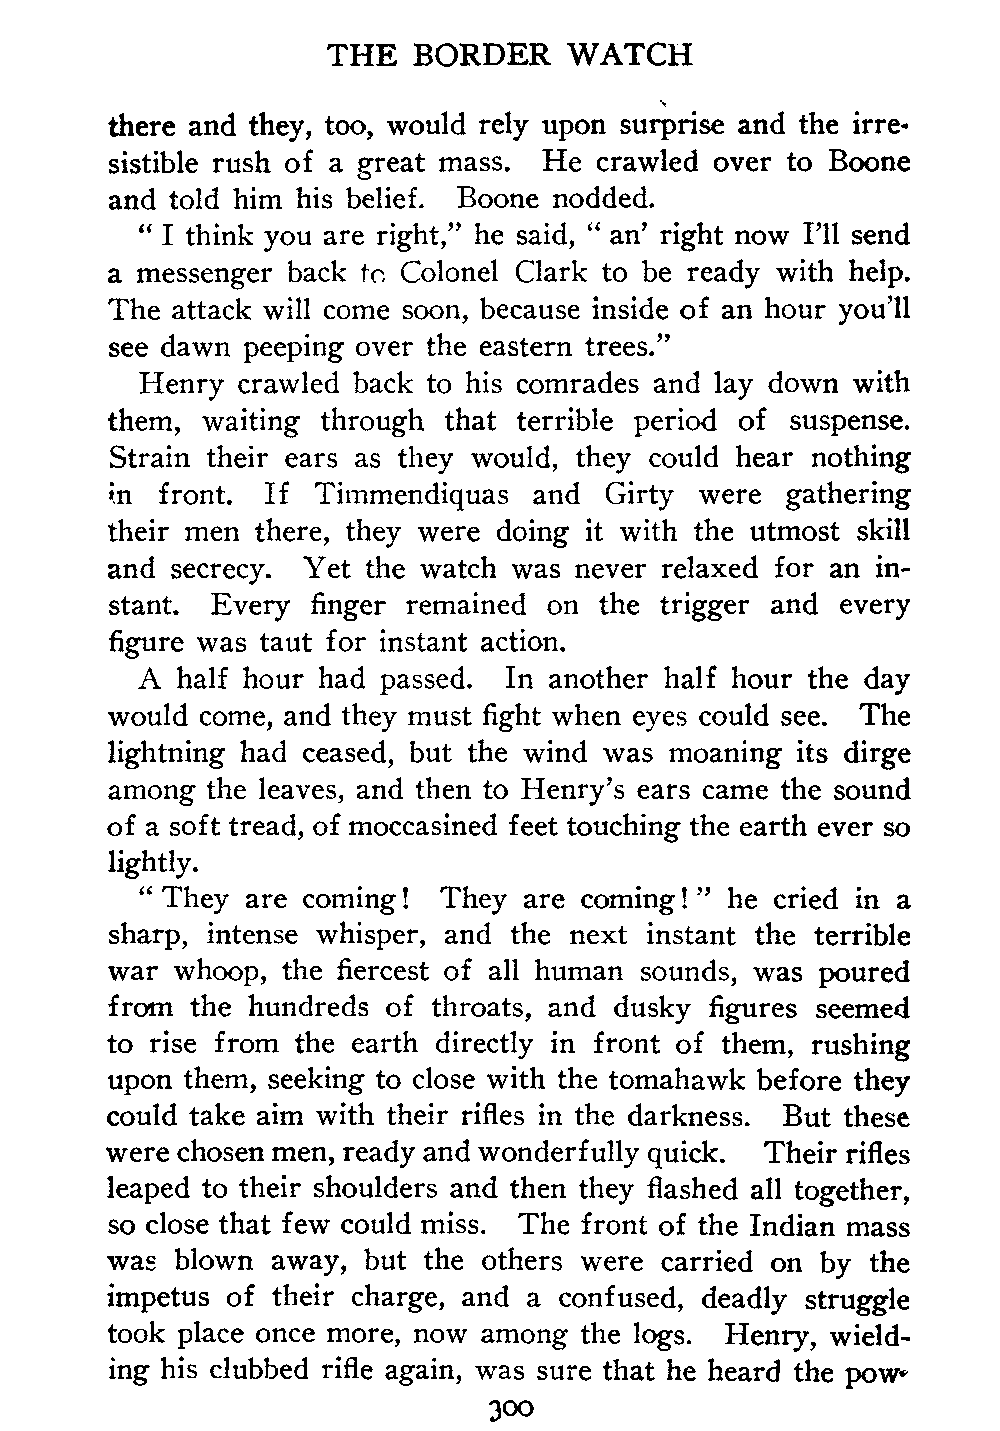 THE BORDER WATCH
there and they, too, would rely upon surprise and the irre-
sistible rush of a great mass. He crawled over to Boone
and told him his belief. Boone nodded.
“ I think you are right,” he said, “ an’ right now I’ll send
a messenger back to Colonel Clark to be ready with help.
The attack will come soon, because inside of an hour you’ll
see dawn peeping over the eastern trees.”
Henry crawled back to his comrades and lay down with
them, waiting through that terrible period of suspense.
Strain their ears as they would, they could hear nothing
in front. If Timmendiquas and Girty were gathering
their men there, they were doing it with the utmost skill
and secrecy. Yet the watch was never relaxed for an in-
stant. Every finger remained on the trigger and every
figure was taut for instant action.
A half hour had passed. In another half hour the day
would come, and they must fight when eyes could see. The
lightning had ceased, but the wind was moaning its dirge
among the leaves, and then to Henry’s ears came the sound
of a soft tread, of moccasined feet touching the earth ever so
lightly.
“ They are coming! They are coming! ” he cried in a
sharp, intense whisper, and the next instant the terrible
war whoop, the fiercest of all human sounds, was poured
from the hundreds of throats, and dusky figures seemed
to rise from the earth directly in front of them, rushing
upon them, seeking to close with the tomahawk before they
could take aim with their rifles in the darkness. But these
were chosen men, ready and wonderfully quick. Their rifles
leaped to their shoulders and then they flashed all together,
so close that few could miss. The front of the Indian mass
was blown away, but the others were carried on by the
impetus of their charge, and a confused, deadly struggle
took place once more, now among the logs. Henry, wield-
ing his clubbed rifle again, was sure that he heard the pow-
300